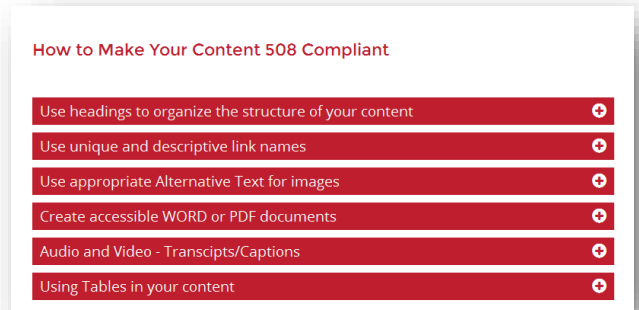 How to Make Your Content 508 Compliant
Use headings to organize the structure of your content
Use unique and descriptive link names
Use appropriate Alternative Text for images
Create accessible WORD or PDF documents
Audio and Video - Transcipts/Captions
Using Tables in your content